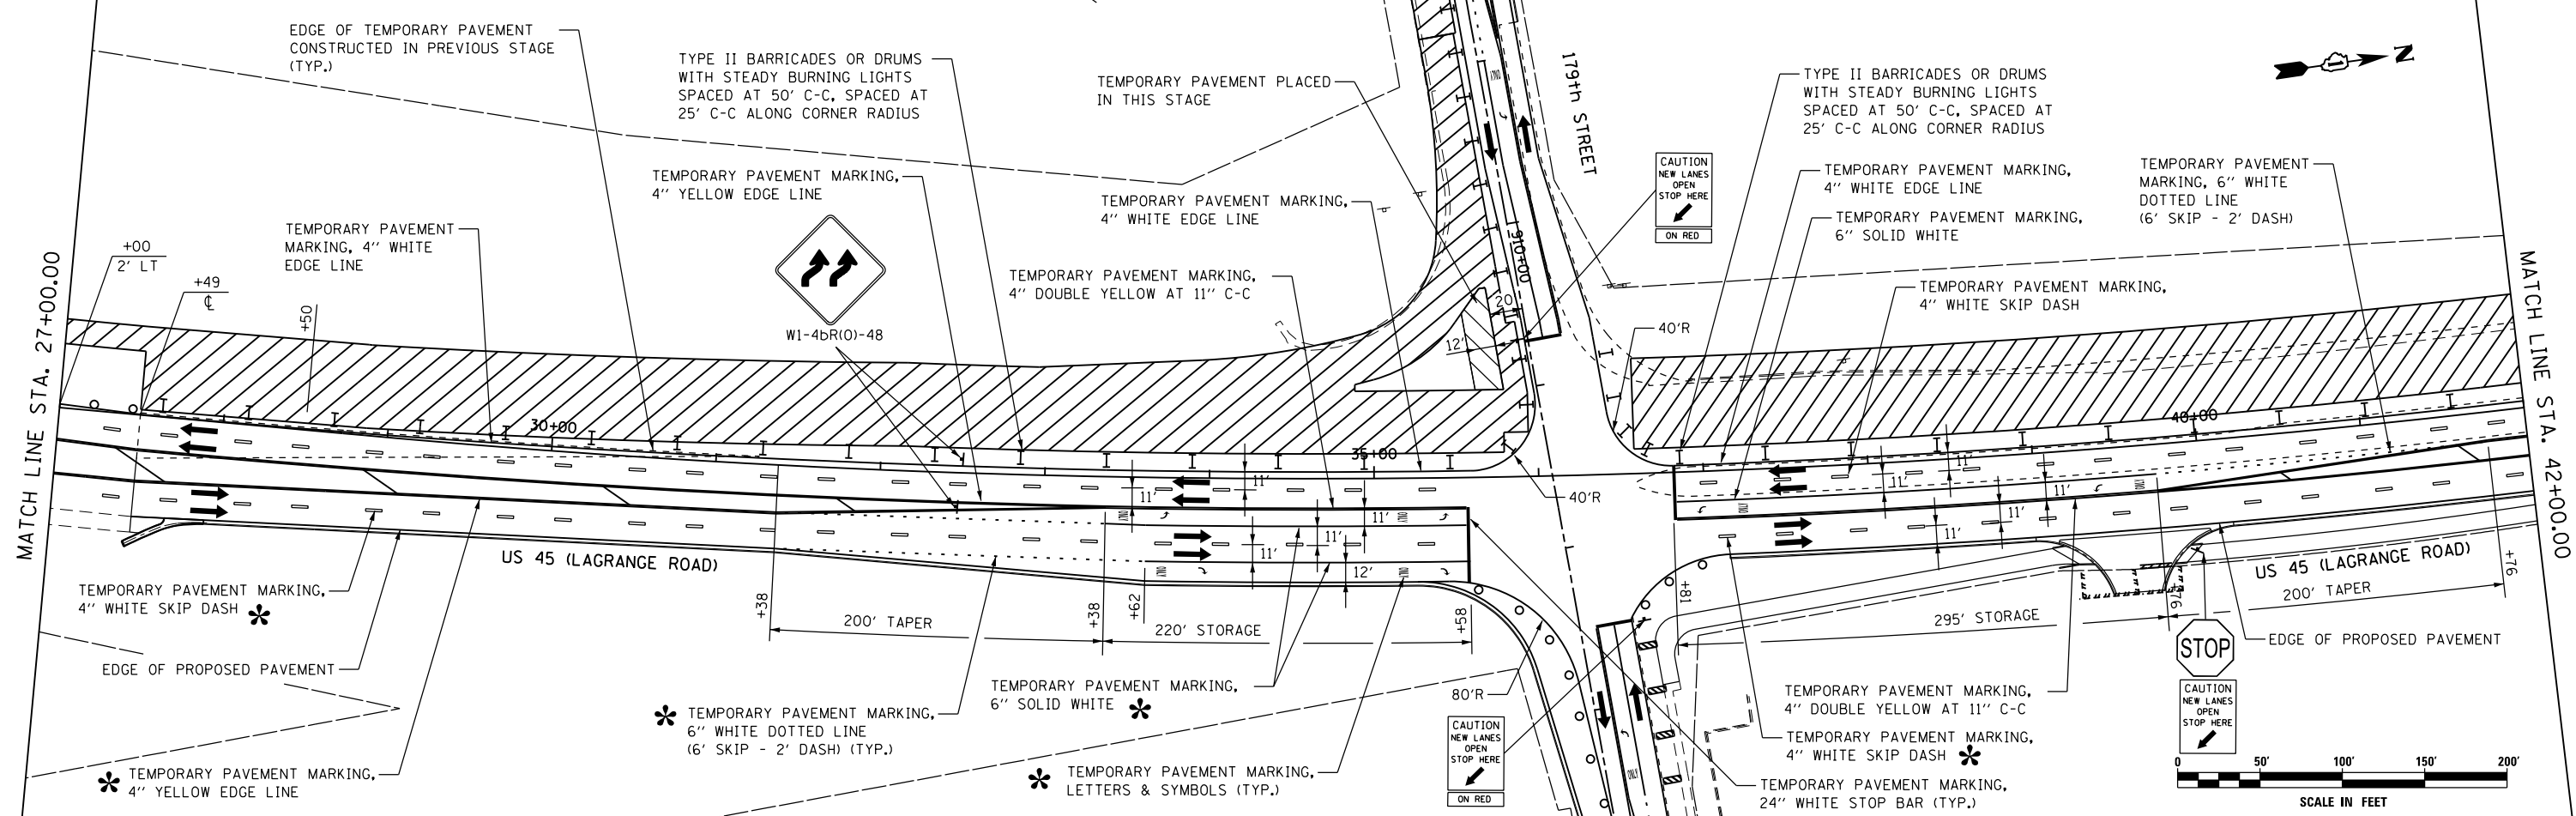 EDGE OF TEMPORARY PAVEMENT
CONSTRUCTED IN PREVIOUS STAGE
(TYP.)
TYPE II BARRICADES OR DRUMS
WITH STEADY BURNING LIGHTS
SPACED AT 50' C-C, SPACED AT
25' C-C ALONG CORNER RADIUS
TEMPORARY PAVEMENT PLACED
IN THIS STAGE
179th STREET
TYPE II BARRICADES OR DRUMS
WITH STEADY BURNING LIGHTS
SPACED AT 50' C-C, SPACED AT
25' C-C ALONG CORNER RADIUS
N
TEMPORARY PAVEMENT MARKING,
4" YELLOW EDGE LINE
TEMPORARY PAVEMENT MARKING,
4" WHITE EDGE LINE
CAUTION
NEW LANES
OPEN
STOP HERE
ON RED
TEMPORARY PAVEMENT MARKING,
4" WHITE EDGE LINE
TEMPORARY PAVEMENT
MARKING, 6" WHITE
DOTTED LINE
(6' SKIP - 2' DASH)
TEMPORARY PAVEMENT MARKING,
6" SOLID WHITE
TEMPORARY PAVEMENT
MARKING, 4" WHITE
EDGE LINE
+00
2' LT
+49
℄
+50
W1-4bR(O)-48
TEMPORARY PAVEMENT MARKING,
4" DOUBLE YELLOW AT 11" C-C
TEMPORARY PAVEMENT MARKING,
4" WHITE SKIP DASH
910+00
20'
12'
40'R
MATCH LINE STA. 27+00.00
MATCH LINE STA. 42+00.00
30+00
35+00
40+00
40'R
11'
11'
11'
11'
11'
12'
11'
11'
11'
11'
11'
ONLY
ONLY
ONLY
ONLY
ONLY
ONLY
ONLY
ONLY
US 45 (LAGRANGE ROAD)
US 45 (LAGRANGE ROAD)
TEMPORARY PAVEMENT MARKING,
4" WHITE SKIP DASH *
+38
200' TAPER
+38
+62
220' STORAGE
+58
+81
295' STORAGE
+76
200' TAPER
+76
EDGE OF PROPOSED PAVEMENT
STOP
EDGE OF PROPOSED PAVEMENT
CAUTION
NEW LANES
OPEN
STOP HERE
TEMPORARY PAVEMENT MARKING,
6" SOLID WHITE *
80'R
TEMPORARY PAVEMENT MARKING,
4" DOUBLE YELLOW AT 11" C-C
* TEMPORARY PAVEMENT MARKING,
6" WHITE DOTTED LINE
(6' SKIP - 2' DASH) (TYP.)
CAUTION
NEW LANES
OPEN
STOP HERE
ON RED
TEMPORARY PAVEMENT MARKING,
4" WHITE SKIP DASH *
* TEMPORARY PAVEMENT MARKING,
4" YELLOW EDGE LINE
* TEMPORARY PAVEMENT MARKING,
LETTERS & SYMBOLS (TYP.)
TEMPORARY PAVEMENT MARKING,
24" WHITE STOP BAR (TYP.)
0 50' 100' 150' 200'
SCALE IN FEET